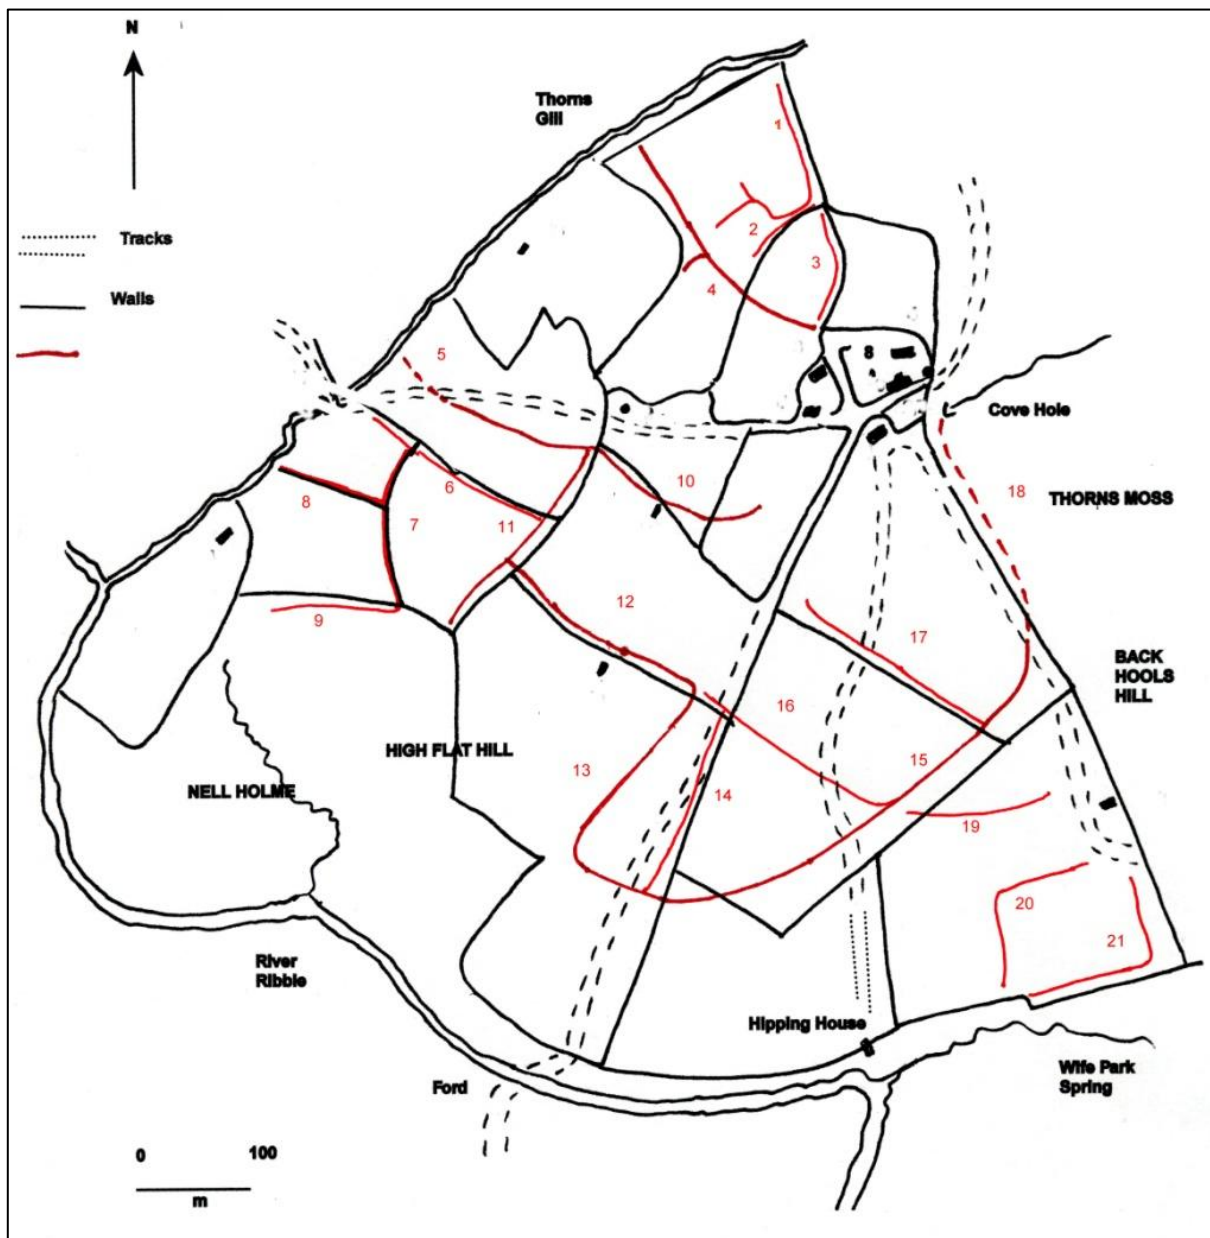 N
Thorns
Gill
1
2
Tracks
3
4
Walls
5
8
Cove Hole
10
6
18
THORNS MOSS
8
7
11
12
9
17
BACK
HOOLS
HILL
16
HIGH FLAT HILL
13
15
NELL HOLME
14
19
20
21
River
Ribble
Hipping House
Wife Park
Spring
Ford
0 100
m